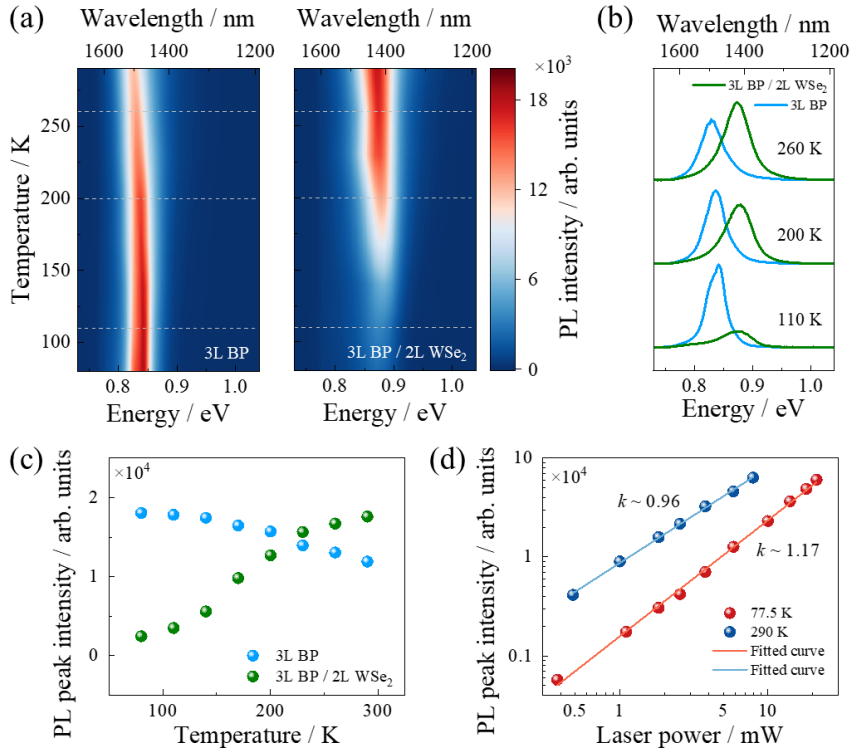 (a)
Wavelength / nm
Wavelength / nm
1600
1400
1200
1600
1400
1200
Temperature / K
250
200
150
100
3L BP
3L BP / 2L WSe₂
0.8
0.9
1.0
0.8
0.9
1.0
Energy / eV
Energy / eV
×10³
18
12
6
0
PL intensity / arb. units
(b)
Wavelength / nm
1600
1400
1200
3L BP / 2L WSe₂
3L BP
260 K
200 K
110 K
0.8
0.9
1.0
Energy / eV
(c)
×10⁴
PL peak intensity / arb. units
2
1
0
3L BP
3L BP / 2L WSe₂
100
200
300
Temperature / K
(d)
×10⁴
PL peak intensity / arb. units
10
1
0.1
k ~ 0.96
k ~ 1.17
77.5 K
290 K
Fitted curve
Fitted curve
0.5
1
10
Laser power / mW